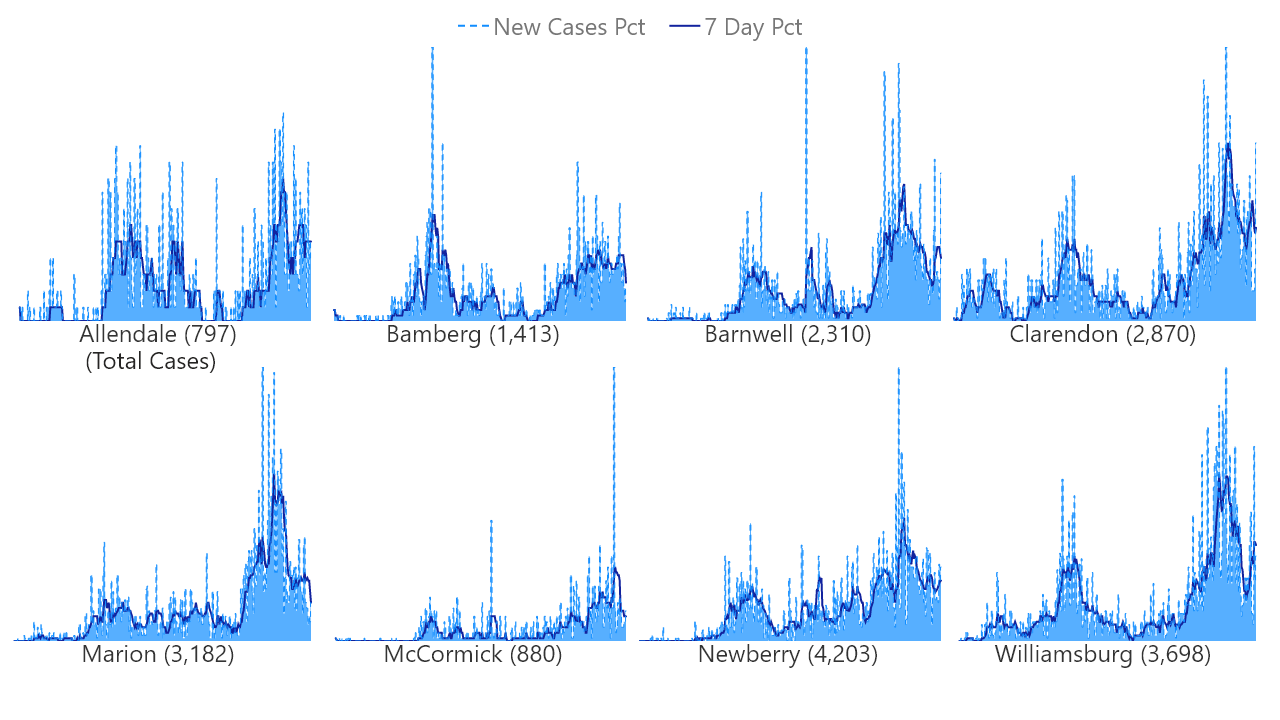 New Cases Pct 7 Day Pct
Allendale (797) Bamberg (1,413) Barnwell (2,310) Clarendon (2,870)
(Total Cases)
Marion (3,182) McCormick (880) Newberry (4,203) Williamsburg (3,698)